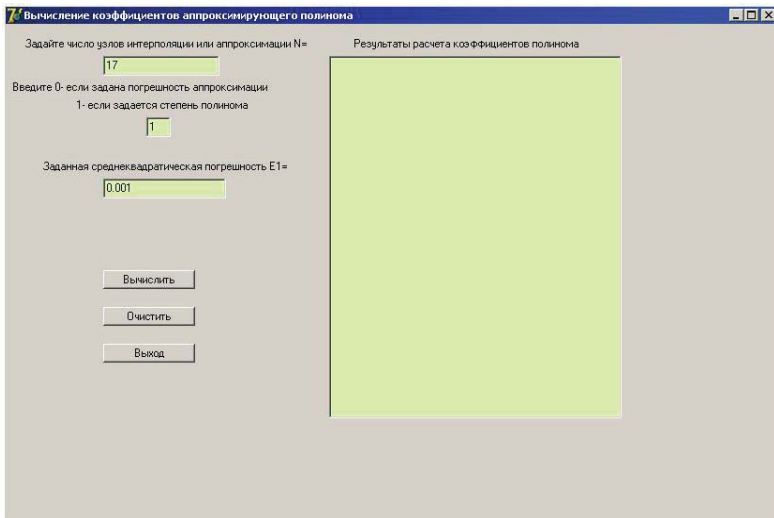 Вычисление коэффициентов аппроксимирующего полинома
Задайте число узлов интерполяции или аппроксимации N=
17
Введите 0- если задана погрешность аппроксимации
1- если задается степень полинома
1
Заданная среднеквадратическая погрешность E1=
0.001
Вычислить
Очистить
Выход
Результаты расчета коэффициентов полинома